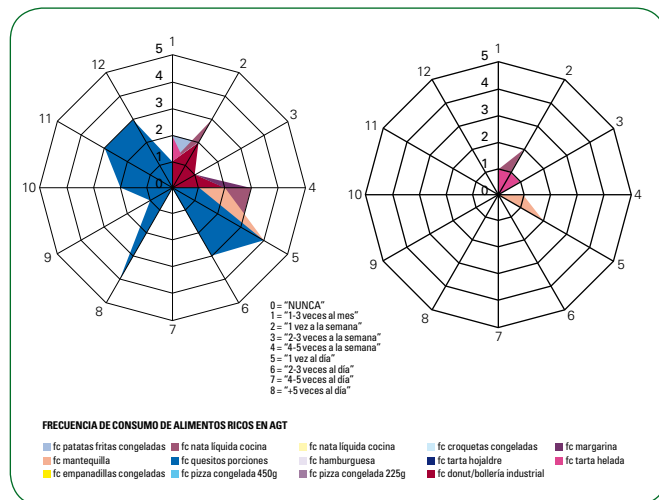 1
2
3
4
5
6
7
8
9
10
11
12
5
4
3
2
1
0
1
2
3
4
5
6
7
8
9
10
11
12
5
4
3
2
1
0
0 = "NUNCA"
1 = "1-3 veces al mes"
2 = "1 vez a la semana"
3 = "2-3 veces a la semana"
4 = "4-5 veces a la semana"
5 = "1 vez al día"
6 = "2-3 veces al día"
7 = "4-5 veces al día"
8 = "+5 veces al día"
FRECUENCIA DE CONSUMO DE ALIMENTOS RICOS EN AGT
fc patatas fritas congeladas fc nata líquida cocina fc nata líquida cocina fc croquetas congeladas fc margarina
fc mantequilla fc quesitos porciones fc hamburguesa fc tarta hojaldre fc tarta helada
fc empanadillas congeladas fc pizza congelada 450g fc pizza congelada 225g fc donut/bollería industrial